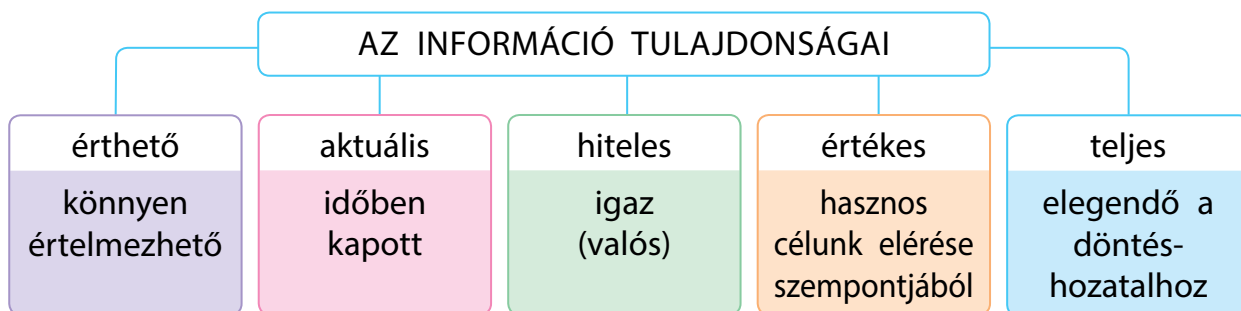 AZ INFORMÁCIÓ TULAJDONSÁGAI
érthető
könnyen
értelmezhető
aktuális
időben
kapott
hiteles
igaz
(valós)
értékes
hasznos
célunk elérése
szempontjából
teljes
elegendő a
döntés-
hozatalhoz